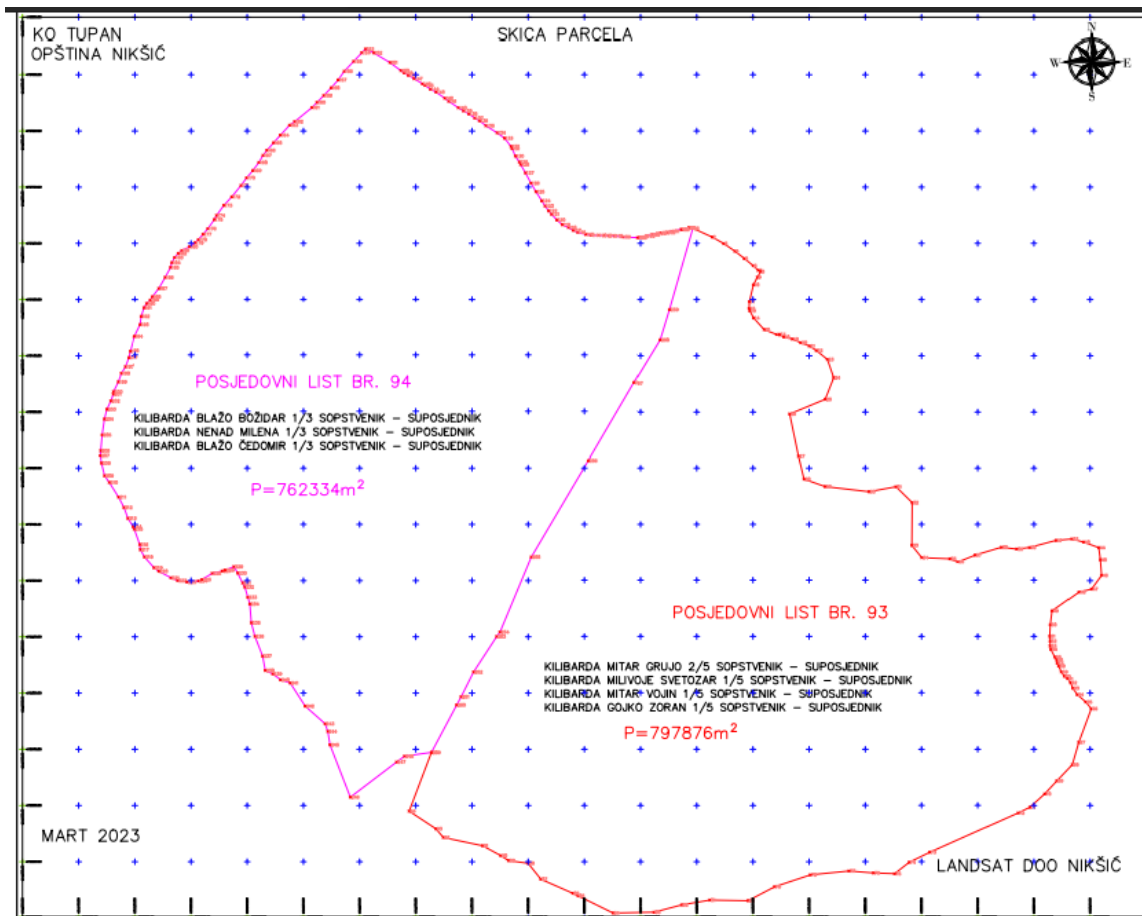 KO TUPAN
OPŠTINA NIKŠIĆ
SKICA PARCELA
N
W
E
S
POSJEDOVNI LIST BR. 94
KILIBARDA BLAŽO BOŽIDAR 1/3 SOPSTVENIK – SUPOSJEDNIK
KILIBARDA NENAD MILENA 1/3 SOPSTVENIK – SUPOSJEDNIK
KILIBARDA BLAŽO ČEDOMIR 1/3 SOPSTVENIK – SUPOSJEDNIK
P=762334m²
POSJEDOVNI LIST BR. 93
KILIBARDA MITAR GRUJO 2/5 SOPSTVENIK – SUPOSJEDNIK
KILIBARDA MILIVOJE SVETOZAR 1/5 SOPSTVENIK – SUPOSJEDNIK
KILIBARDA MITAR VOJIN 1/5 SOPSTVENIK – SUPOSJEDNIK
KILIBARDA GOJKO ZORAN 1/5 SOPSTVENIK – SUPOSJEDNIK
P=797876m²
MART 2023
LANDSAT DOO NIKŠIĆ